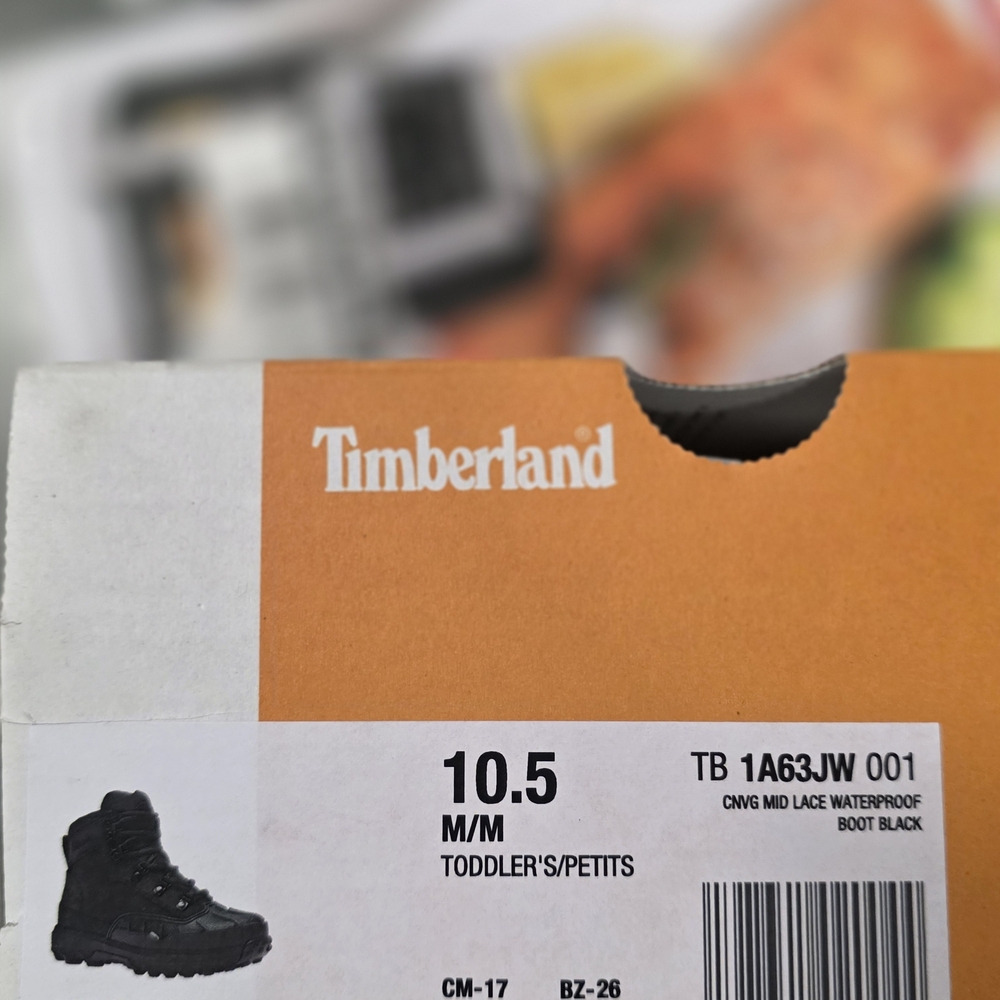 Timberland®
10.5
M/M
TODDLER'S/PETITS
TB 1A63JW 001
CNVG MID LACE WATERPROOF
BOOT BLACK
CM-17 BZ-26